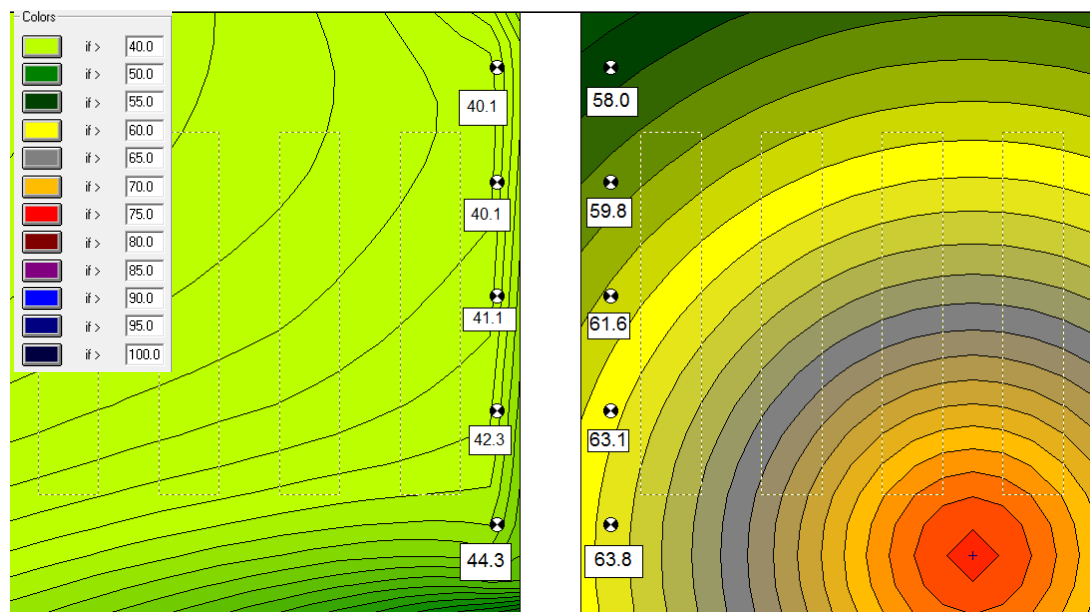 Colors
if > 40.0
if > 50.0
if > 55.0
if > 60.0
if > 65.0
if > 70.0
if > 75.0
if > 80.0
if > 85.0
if > 90.0
if > 95.0
if > 100.0
40.1
40.1
41.1
42.3
44.3
58.0
59.8
61.6
63.1
63.8